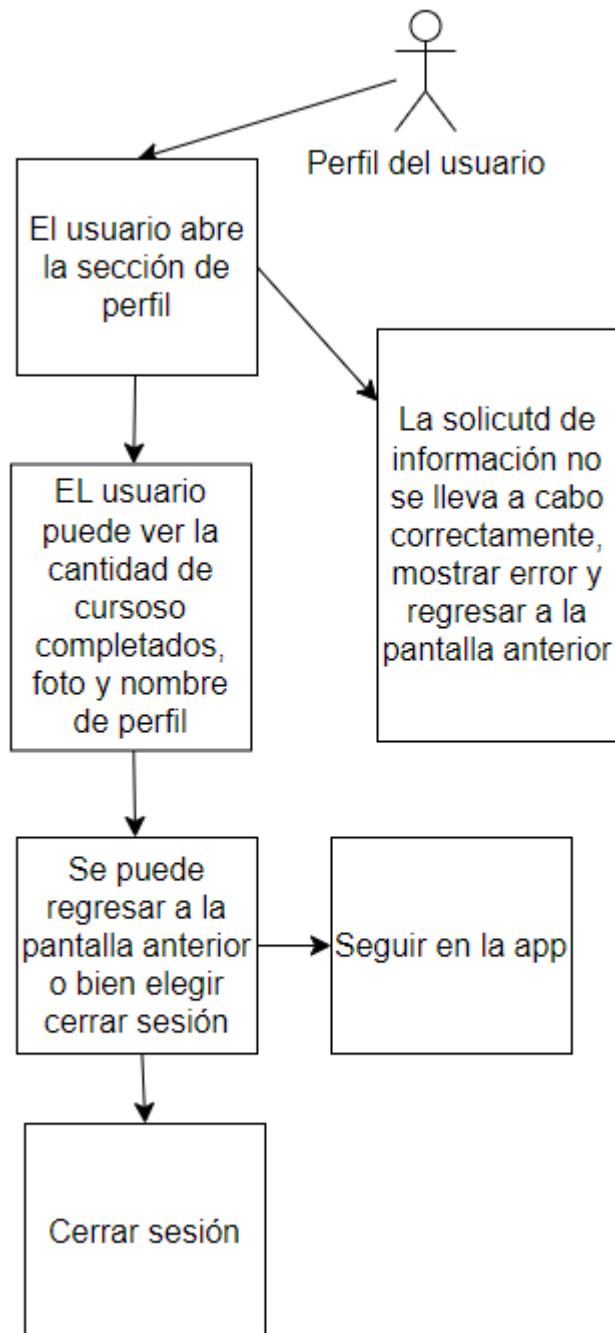 Perfil del usuario
El usuario abre
la sección de
perfil
La solicutd de
información no
se lleva a cabo
correctamente,
mostrar error y
regresar a la
pantalla anterior
EL usuario
puede ver la
cantidad de
cursoso
completados,
foto y nombre
de perfil
Se puede
regresar a la
pantalla anterior
o bien elegir
cerrar sesión
Seguir en la app
Cerrar sesión